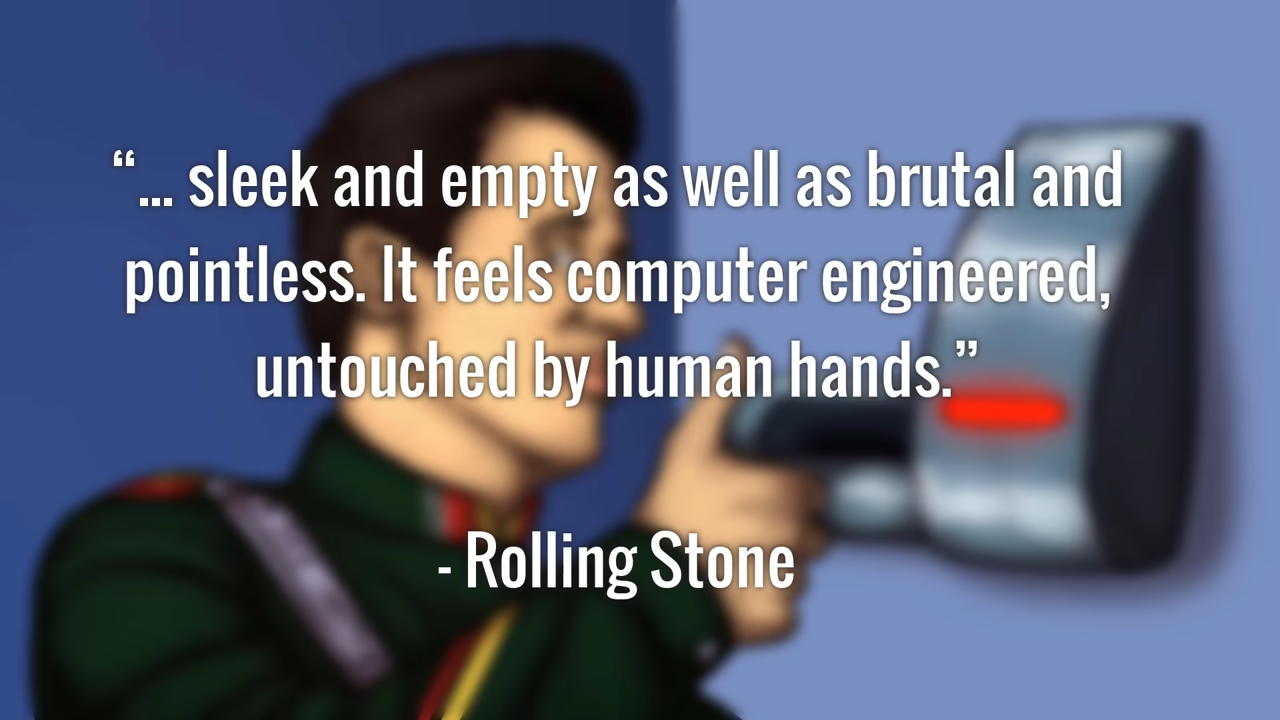 “... sleek and empty as well as brutal and
pointless. It feels computer engineered,
untouched by human hands.”
- Rolling Stone